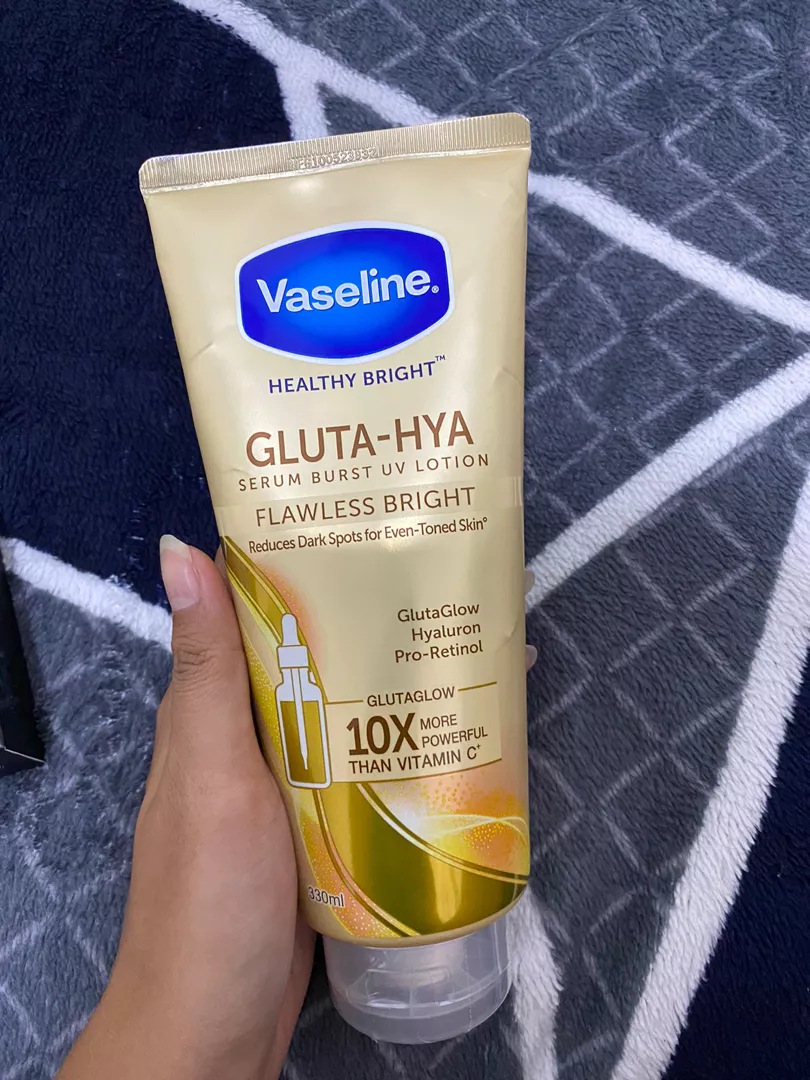 Vaseline®
HEALTHY BRIGHT™
GLUTA-HYA
SERUM BURST UV LOTION
FLAWLESS BRIGHT
Reduces Dark Spots for Even-Toned Skin°
GlutaGlow
Hyaluron
Pro-Retinol
GLUTAGLOW
10X MORE
POWERFUL
THAN VITAMIN C⁺
330ml